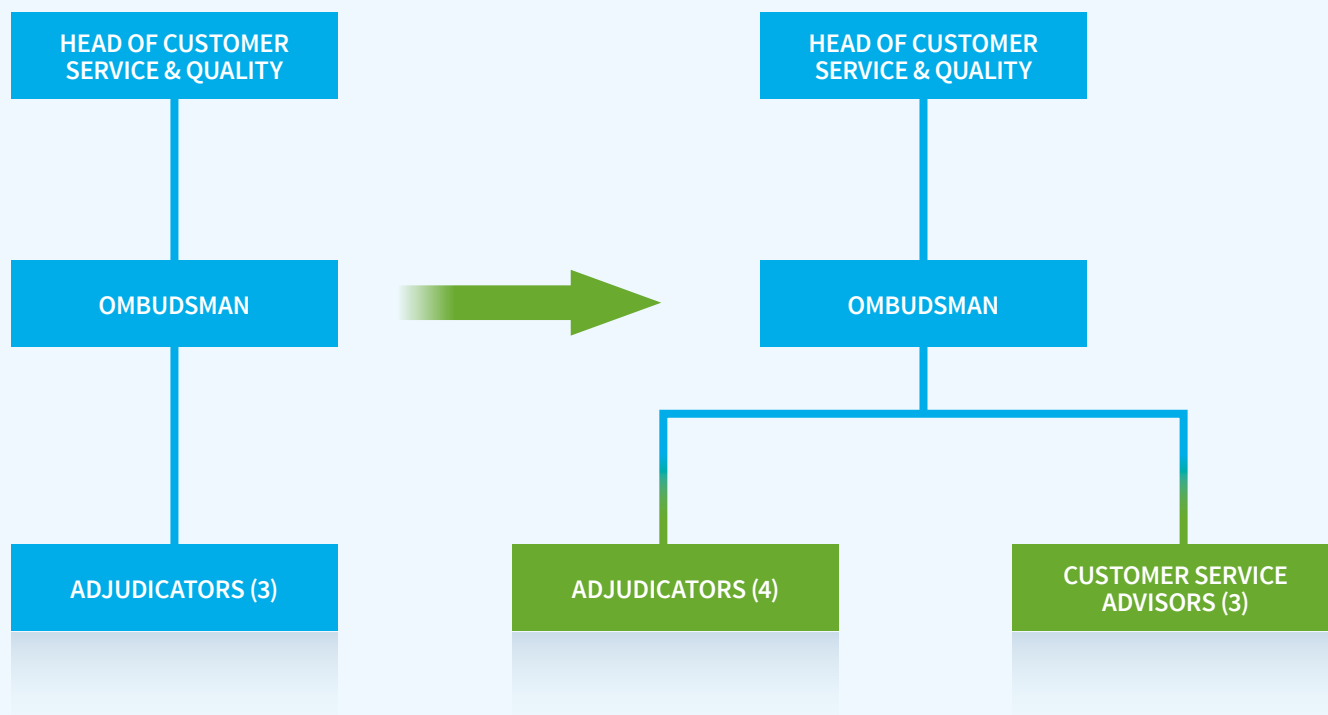 HEAD OF CUSTOMER
SERVICE & QUALITY
OMBUDSMAN
ADJUDICATORS (3)
HEAD OF CUSTOMER
SERVICE & QUALITY
OMBUDSMAN
ADJUDICATORS (4)
CUSTOMER SERVICE
ADVISORS (3)